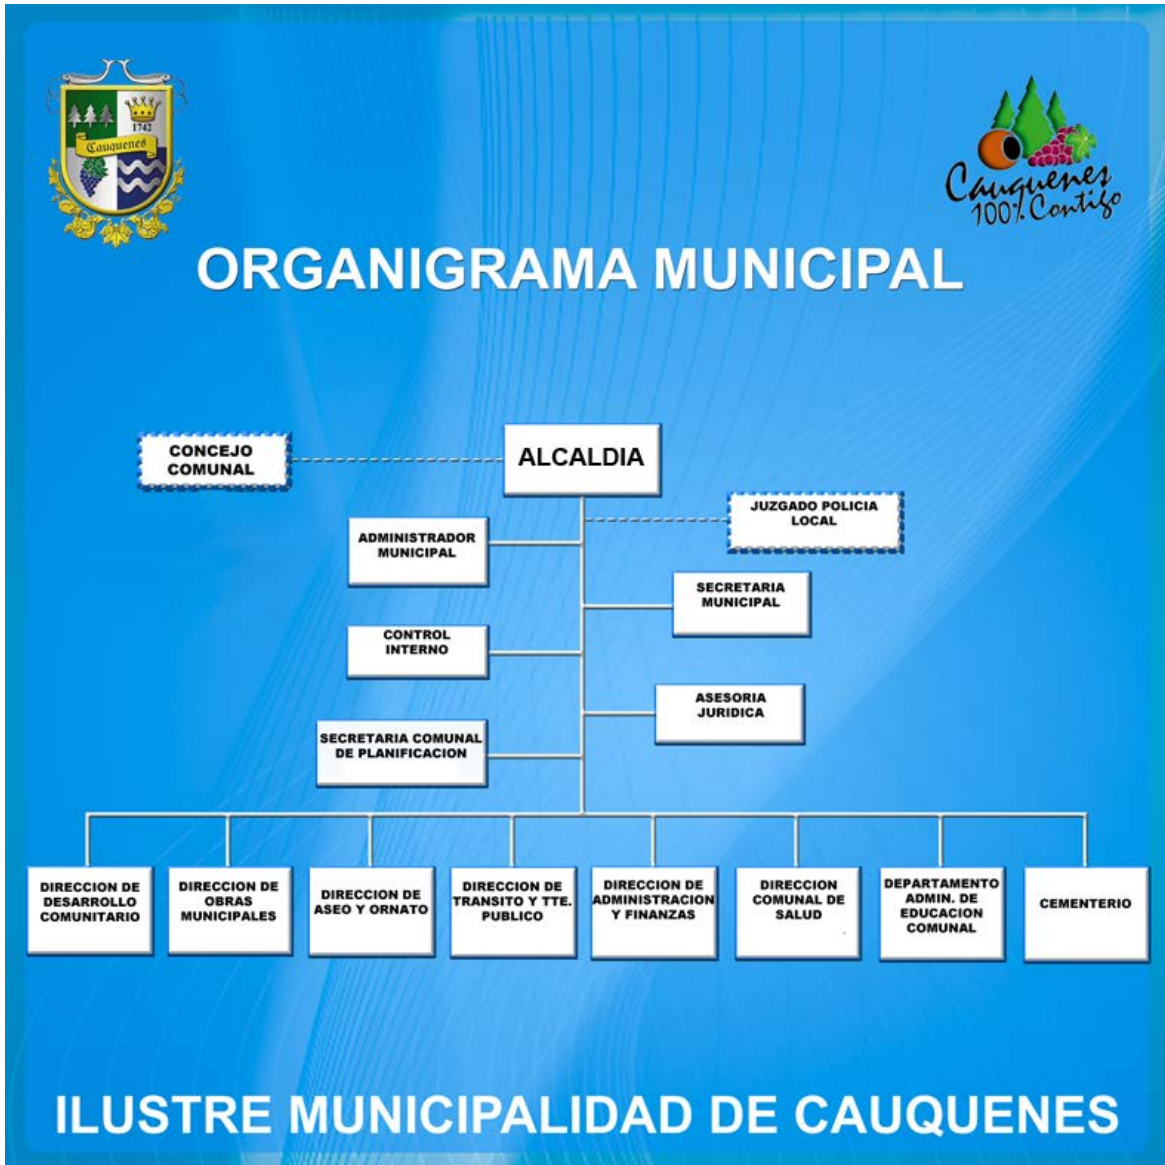 1742
Cauquenes
Cauquenes
100% Contigo
ORGANIGRAMA MUNICIPAL
CONCEJO
COMUNAL
ALCALDIA
JUZGADO POLICIA
LOCAL
ADMINISTRADOR
MUNICIPAL
SECRETARIA
MUNICIPAL
CONTROL
INTERNO
ASESORIA
JURIDICA
SECRETARIA COMUNAL
DE PLANIFICACION
DIRECCION DE
DESARROLLO
COMUNITARIO
DIRECCION DE
OBRAS
MUNICIPALES
DIRECCION DE
ASEO Y ORNATO
DIRECCION DE
TRANSITO Y TTE.
PUBLICO
DIRECCION DE
ADMINISTRACION
Y FINANZAS
DIRECCION
COMUNAL DE
SALUD
DEPARTAMENTO
ADMIN. DE
EDUCACION
COMUNAL
CEMENTERIO
ILUSTRE MUNICIPALIDAD DE CAUQUENES